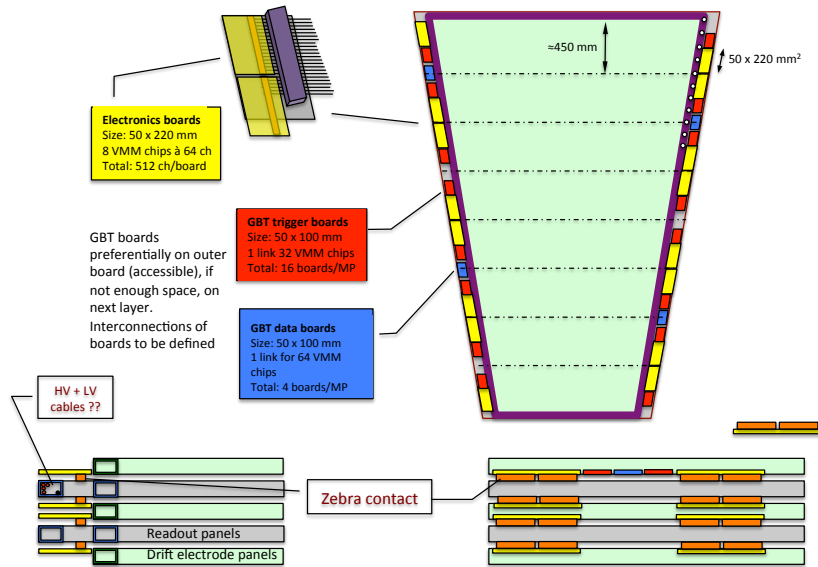 ≈450 mm
50 x 220 mm²
Electronics boards
Size: 50 x 220 mm
8 VMM chips à 64 ch
Total: 512 ch/board
GBT boards
preferentially on outer
board (accessible), if
not enough space, on
next layer.
Interconnections of
boards to be defined
GBT trigger boards
Size: 50 x 100 mm
1 link 32 VMM chips
Total: 16 boards/MP
GBT data boards
Size: 50 x 100 mm
1 link for 64 VMM
chips
Total: 4 boards/MP
HV + LV
cables ??
Zebra contact
Readout panels
Drift electrode panels